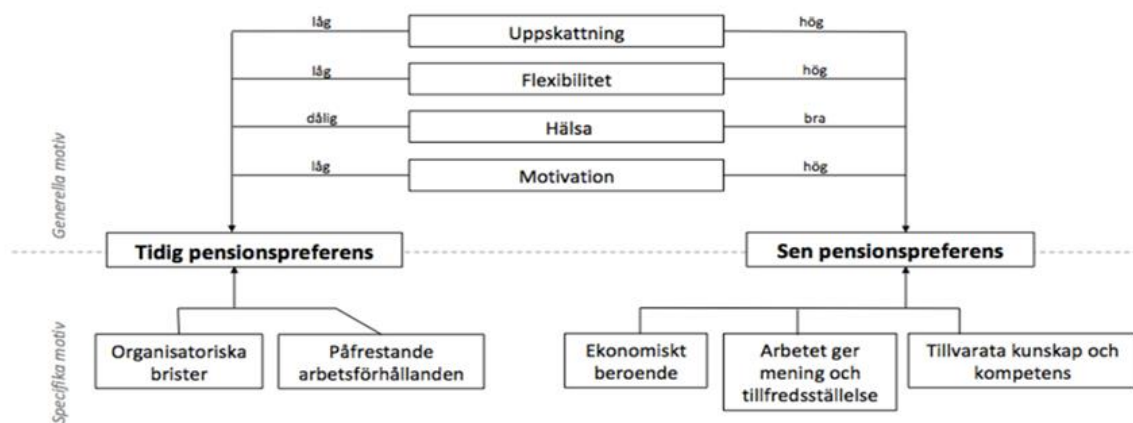 låg Uppskattning hög
låg Flexibilitet hög
dålig Hälsa bra
låg Motivation hög
Generella motiv
Tidig pensionspreferens
Sen pensionspreferens
Specifika motiv
Organisatoriska
brister
Påfrestande
arbetsförhållanden
Ekonomiskt
beroende
Arbetet ger
mening och
tillfredsställelse
Tillvarata kunskap och
kompetens